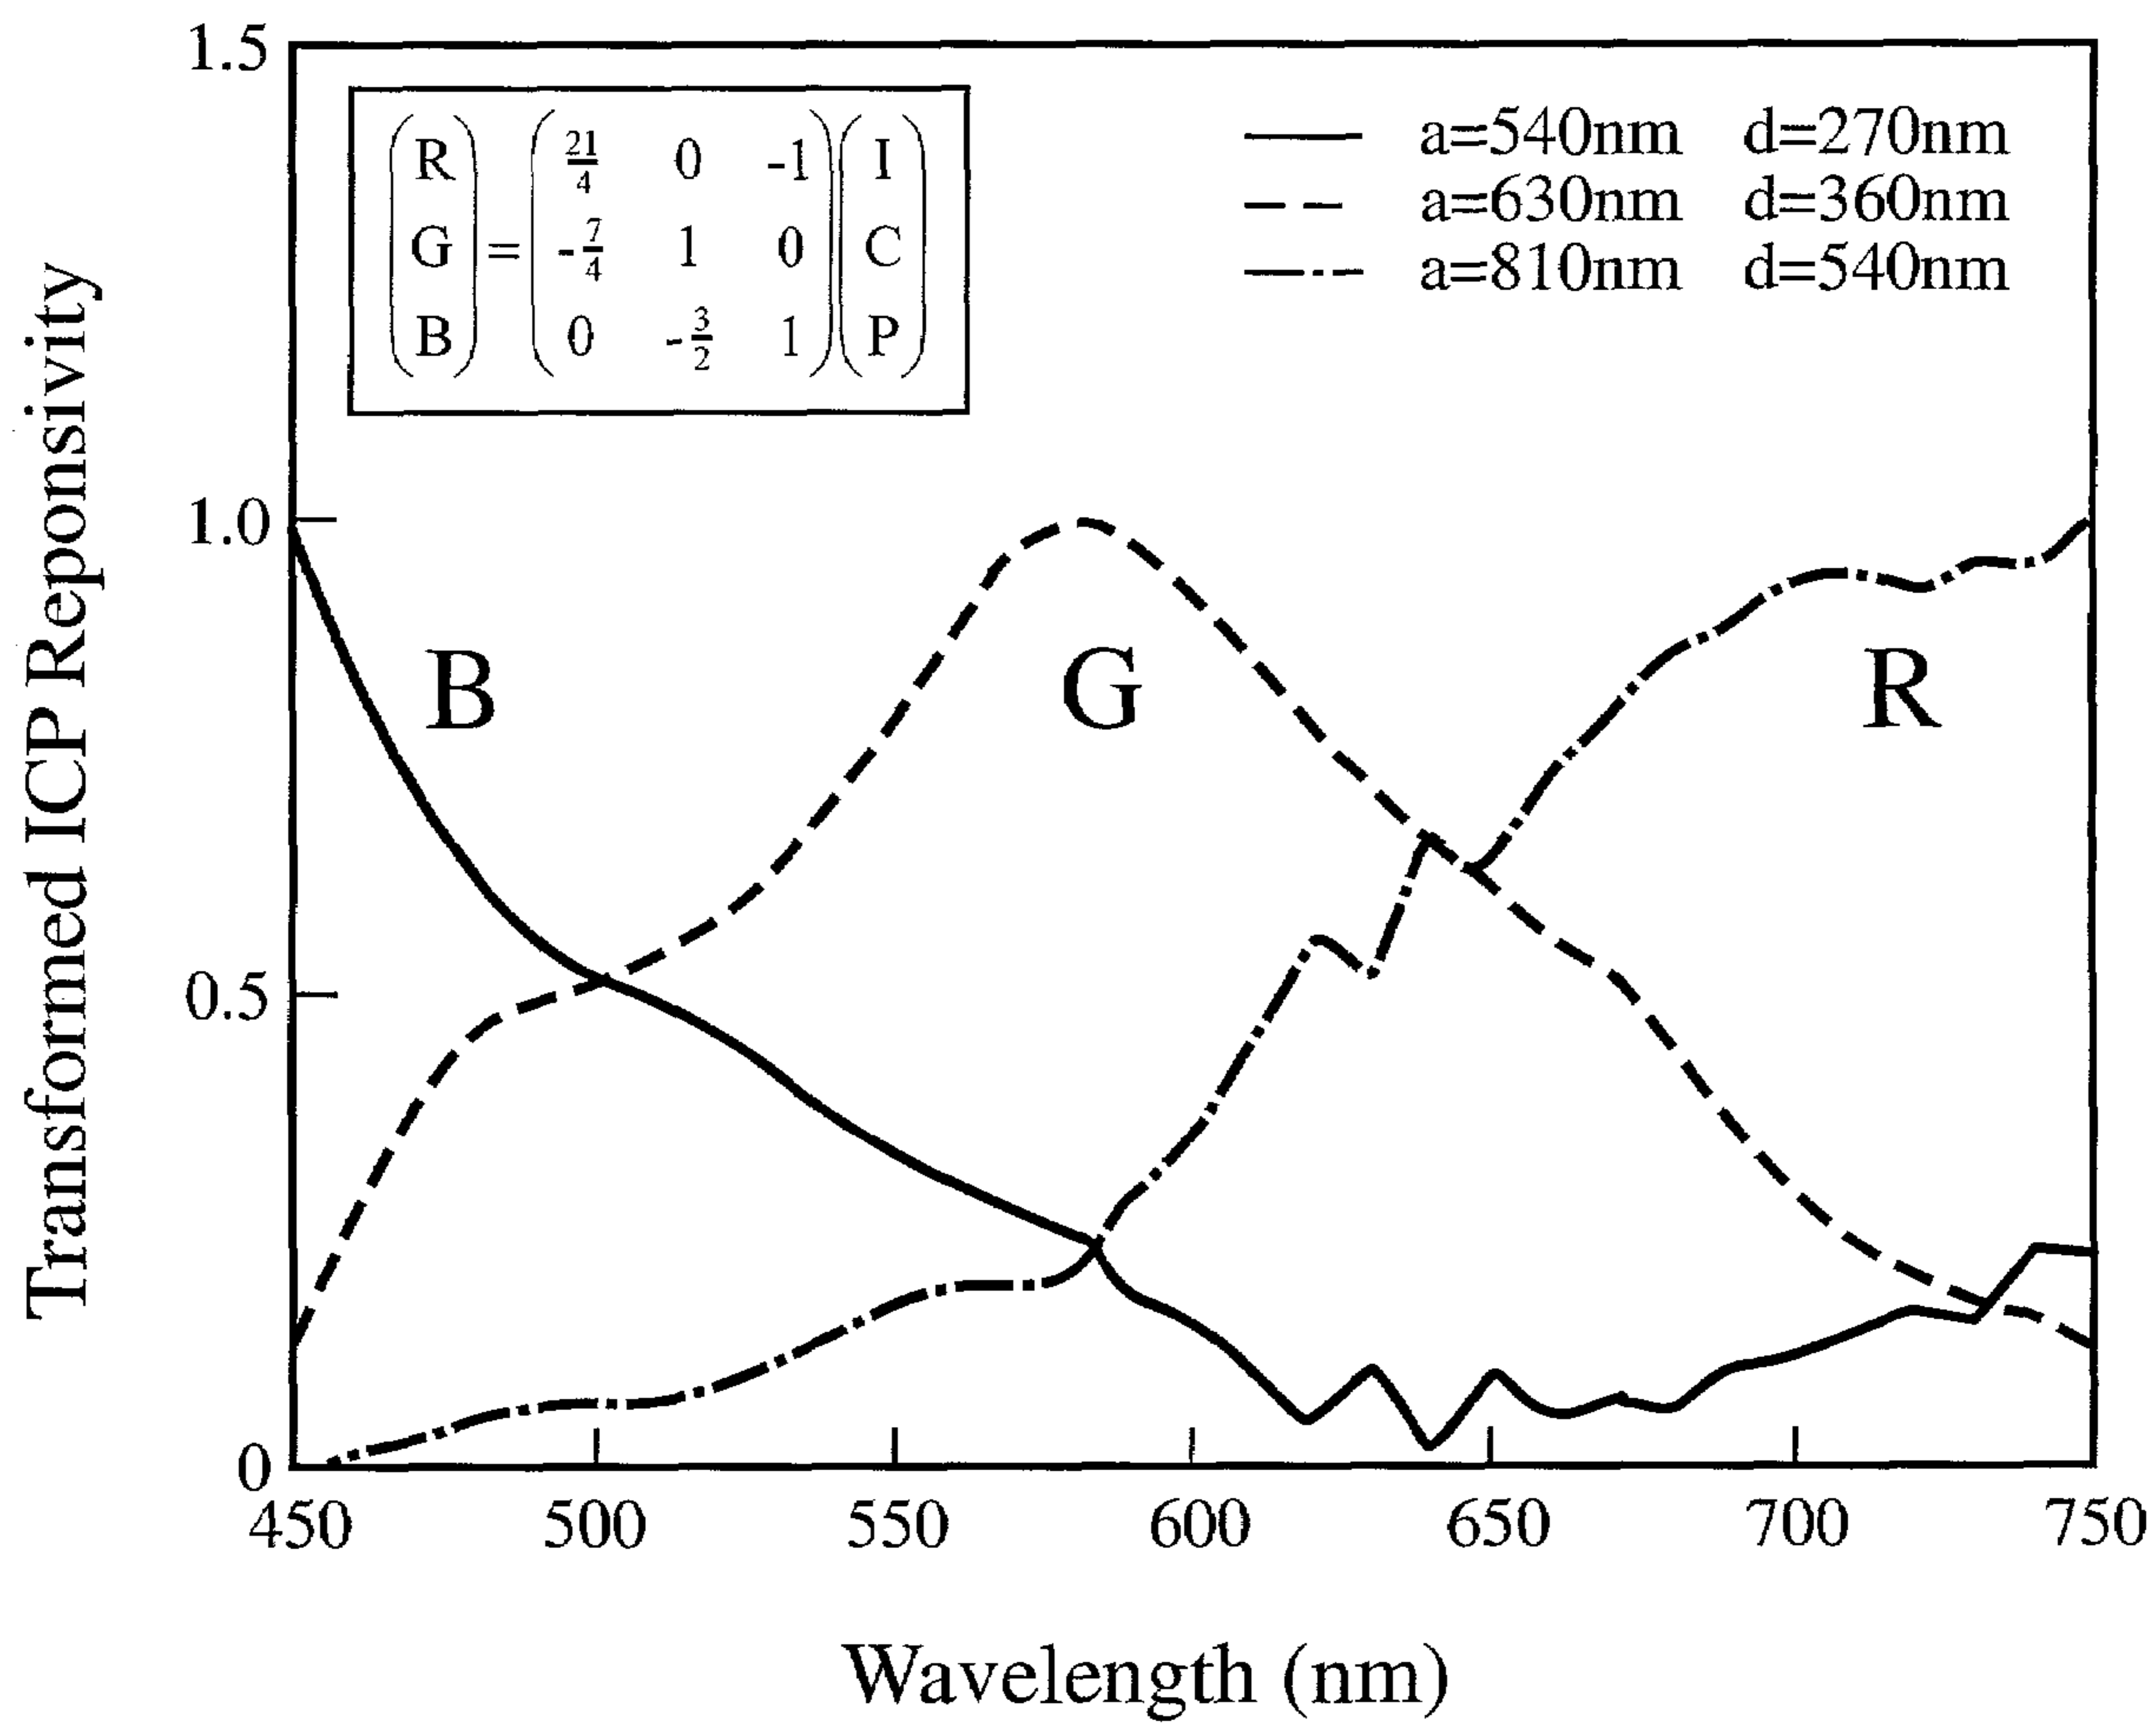 Transformed ICP Reponsivity
1.5
1.0
0.5
0
R = 21/4 0 -1 I
G -7/4 1 0 C
B 0 -3/2 1 P
a=540nm d=270nm
a=630nm d=360nm
a=810nm d=540nm
B G R
450 500 550 600 650 700 750
Wavelength (nm)